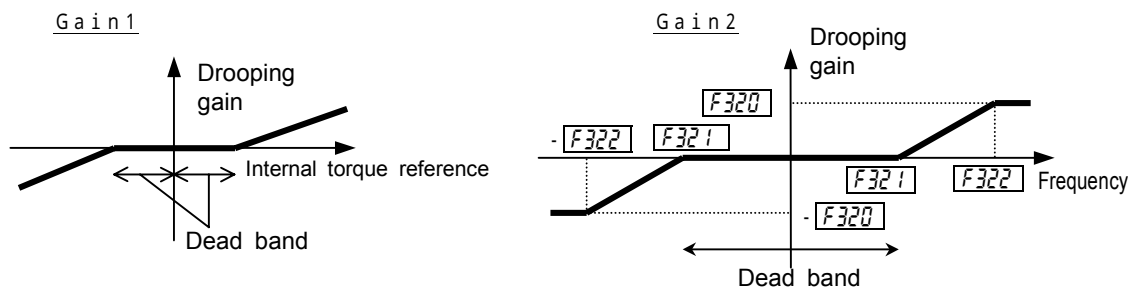 Gain1
Drooping
gain
Internal torque reference
Dead band
Gain2
Drooping
gain
F320
- F322
F321
F321
F322
Frequency
- F320
Dead band